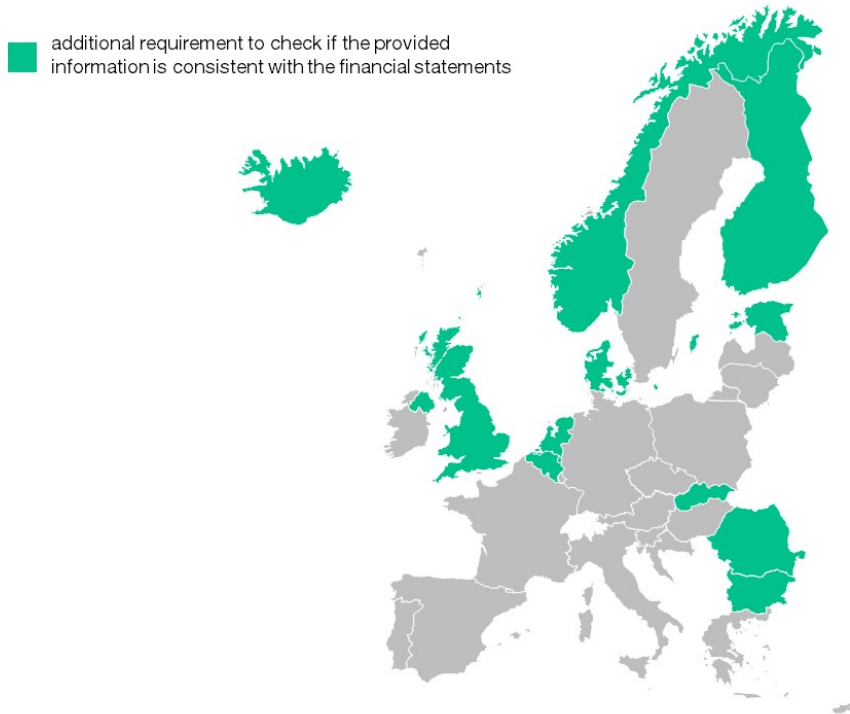 additional requirement to check if the provided
information is consistent with the financial statements